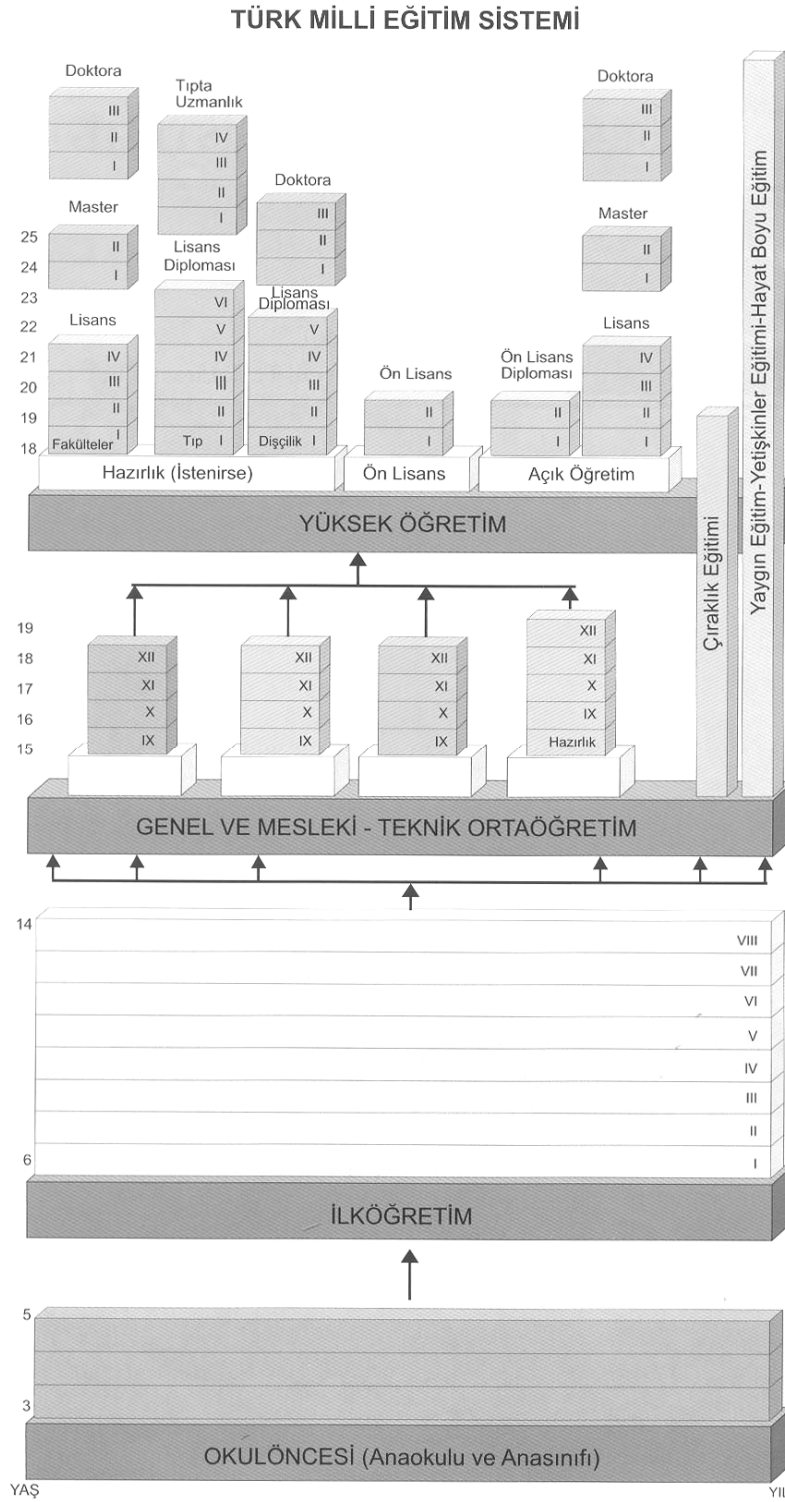 TÜRK MİLLİ EĞİTİM SİSTEMİ
Doktora
III
II
I
Tıpta
Uzmanlık
IV
III
II
I
Doktora
III
II
I
Doktora
III
II
I
Master
II
I
Master
II
I
25
24
23
22
21
20
19
18
Lisans
IV
III
II
I
Fakülteler
Lisans
Diploması
VI
V
IV
III
II
I
Tıp
Lisans
Diploması
V
IV
III
II
I
Dişçilik
Ön Lisans
II
I
Ön Lisans
Diploması
II
I
Lisans
IV
III
II
I
Hazırlık (İstenirse)
Ön Lisans
Açık Öğretim
YÜKSEK ÖĞRETİM
Çıraklık Eğitimi
Yaygın Eğitim-Yetişkinler Eğitimi-Hayat Boyu Eğitim
19
18
17
16
15
XII
XI
X
IX
XII
XI
X
IX
XII
XI
X
IX
XII
XI
X
IX
Hazırlık
GENEL VE MESLEKİ - TEKNİK ORTAÖĞRETİM
14
VIII
VII
VI
V
IV
III
II
6
I
İLKÖĞRETİM
5
3
OKULÖNCESİ (Anaokulu ve Anasınıfı)
YAŞ
YIL